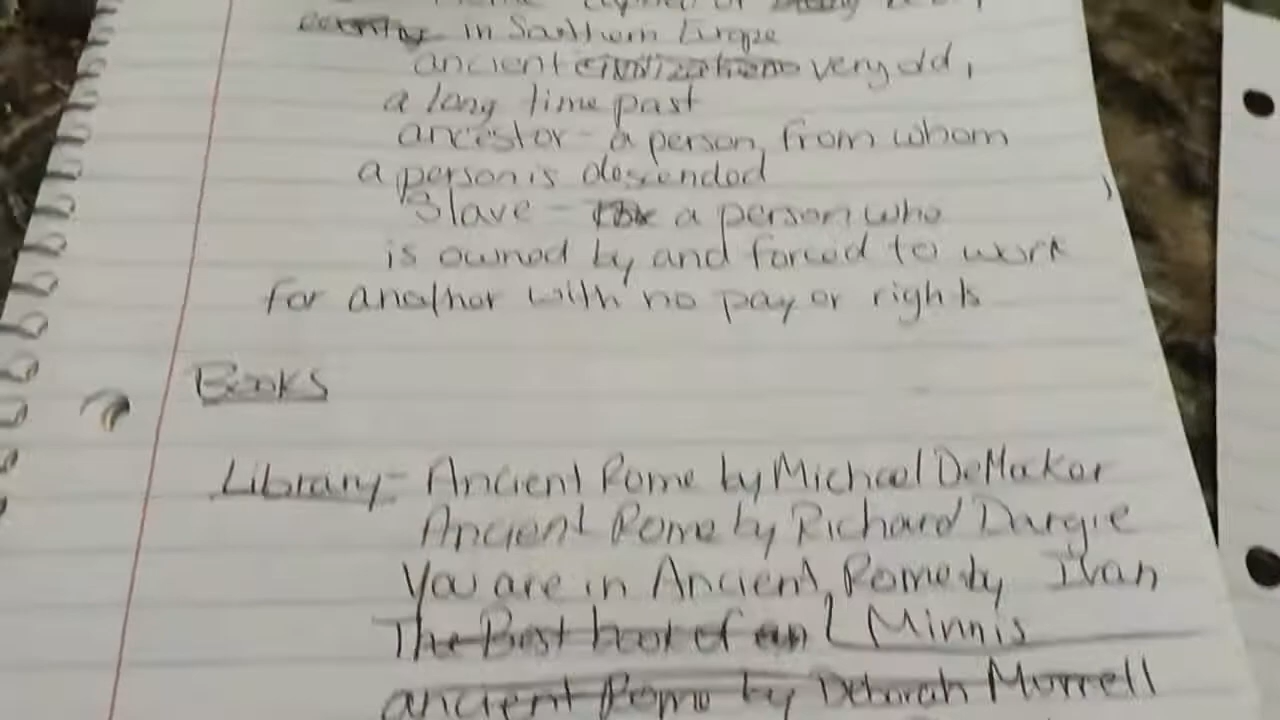 in Southern Europe
ancient civilizations very old,
a long time past
ancestor - a person from whom
a person is descended
Slave - a person who
is owned by and forced to work
for another with no pay or rights
Books
Library - Ancient Rome by Michael DeMaker
Ancient Rome by Richard Dargie
You are in Ancient Rome by Ivan
The Best book of an Minnis
ancient Rome by Deborah Murrell